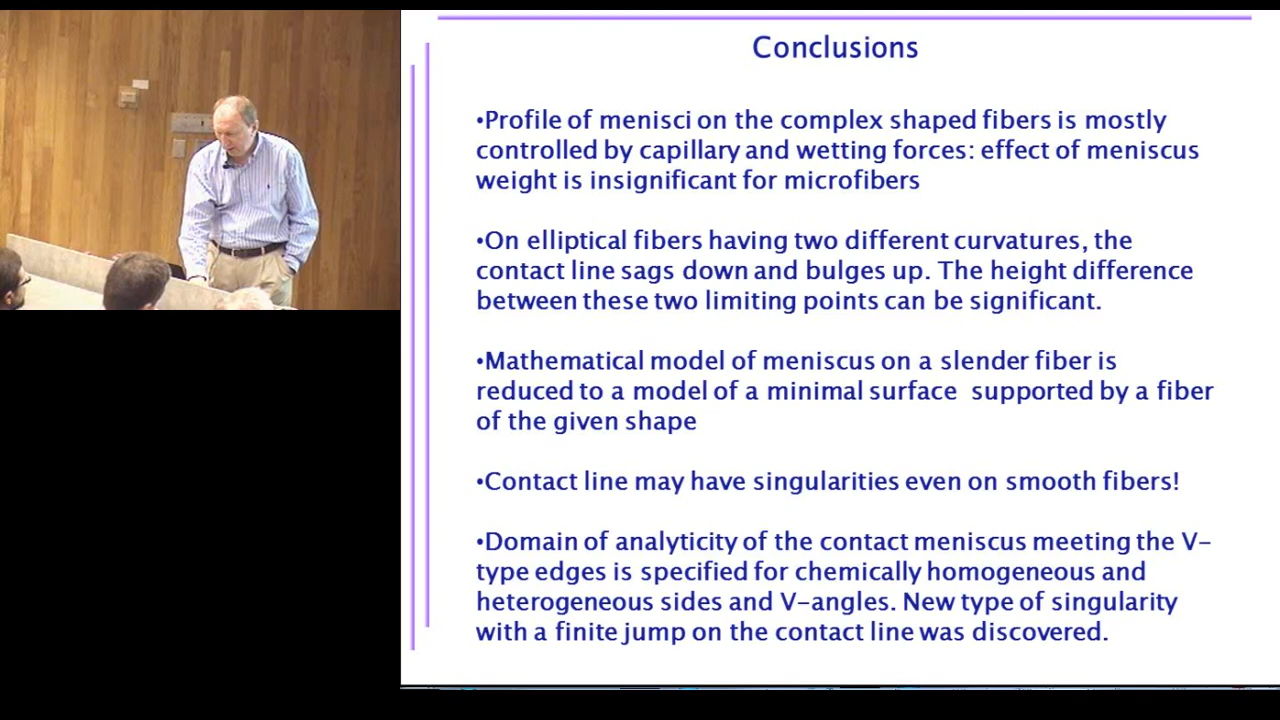 Conclusions
•Profile of menisci on the complex shaped fibers is mostly
controlled by capillary and wetting forces: effect of meniscus
weight is insignificant for microfibers
•On elliptical fibers having two different curvatures, the
contact line sags down and bulges up. The height difference
between these two limiting points can be significant.
•Mathematical model of meniscus on a slender fiber is
reduced to a model of a minimal surface  supported by a fiber
of the given shape
•Contact line may have singularities even on smooth fibers!
•Domain of analyticity of the contact meniscus meeting the V-
type edges is specified for chemically homogeneous and
heterogeneous sides and V-angles. New type of singularity
with a finite jump on the contact line was discovered.